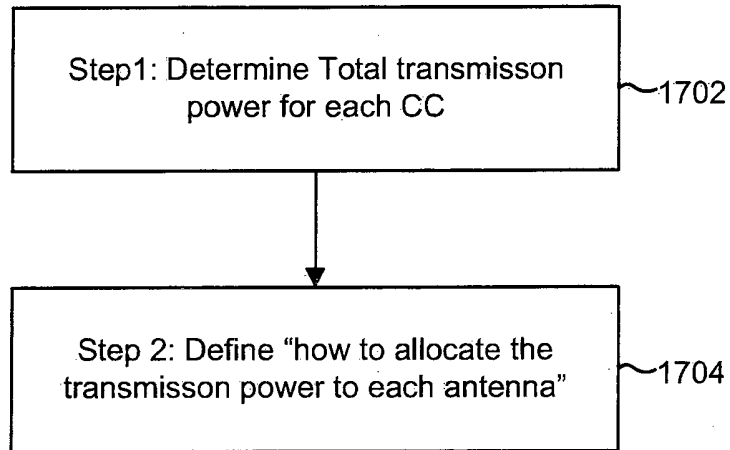 Step1: Determine Total transmisson
power for each CC
1702
Step 2: Define “how to allocate the
transmisson power to each antenna”
1704